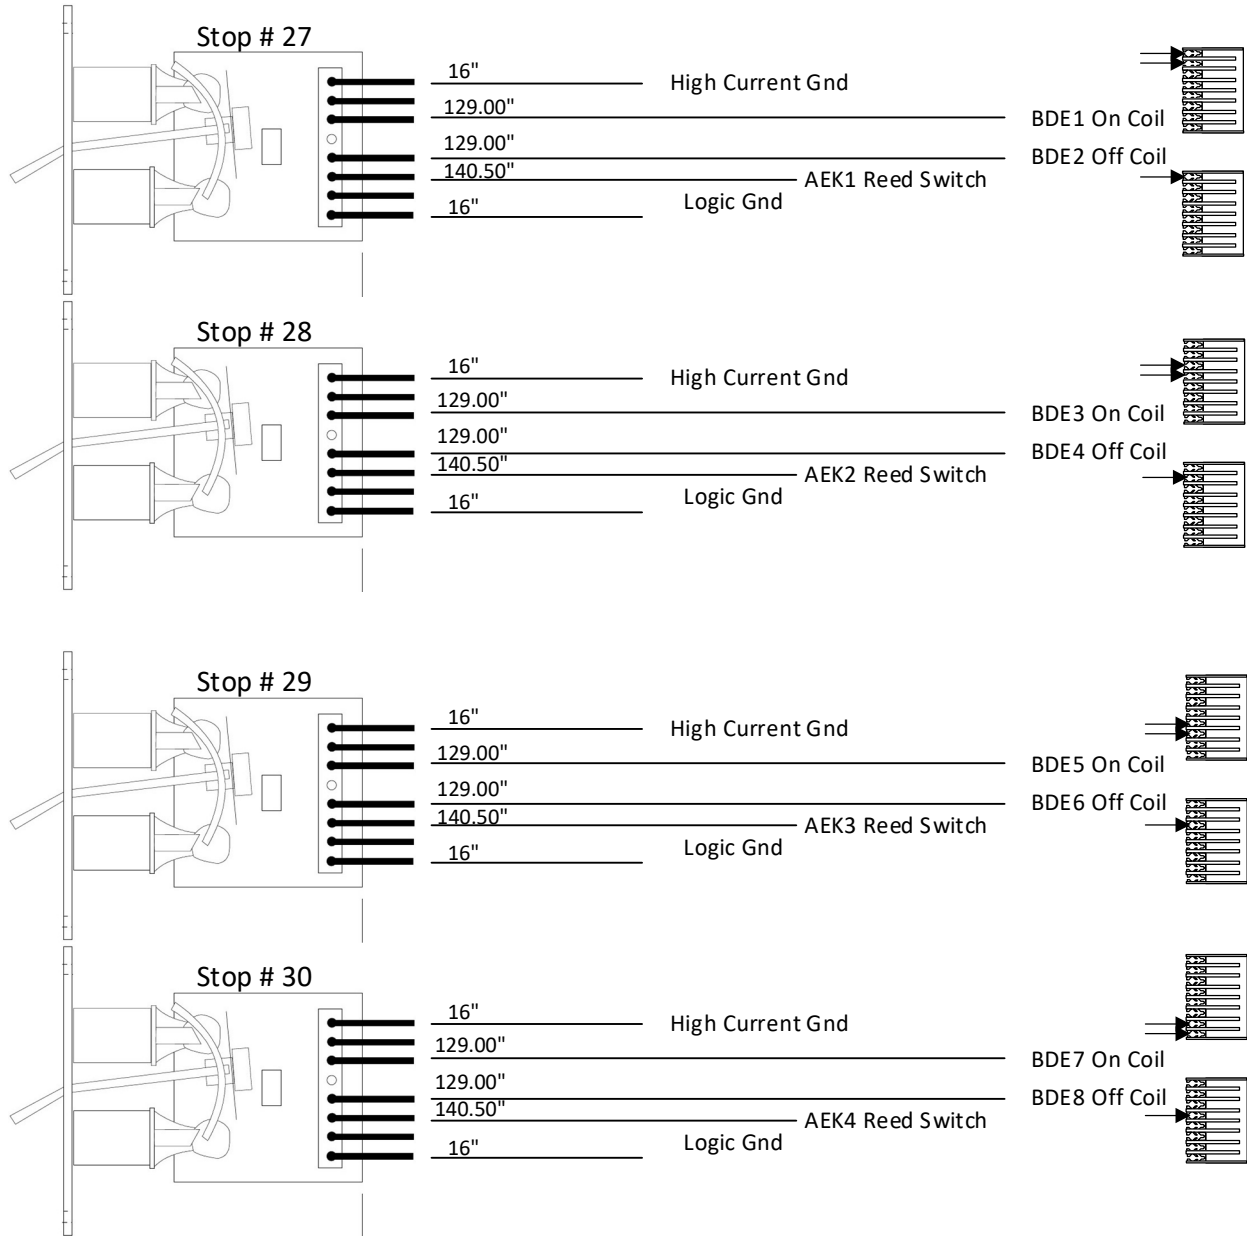 Stop # 27
16"
High Current Gnd
129.00"
BDE1 On Coil
129.00"
BDE2 Off Coil
140.50"
AEK1 Reed Switch
Logic Gnd
16"
Stop # 28
16"
High Current Gnd
129.00"
BDE3 On Coil
129.00"
BDE4 Off Coil
140.50"
AEK2 Reed Switch
Logic Gnd
16"
Stop # 29
16"
High Current Gnd
129.00"
BDE5 On Coil
129.00"
BDE6 Off Coil
140.50"
AEK3 Reed Switch
Logic Gnd
16"
Stop # 30
16"
High Current Gnd
129.00"
BDE7 On Coil
129.00"
BDE8 Off Coil
140.50"
AEK4 Reed Switch
Logic Gnd
16"